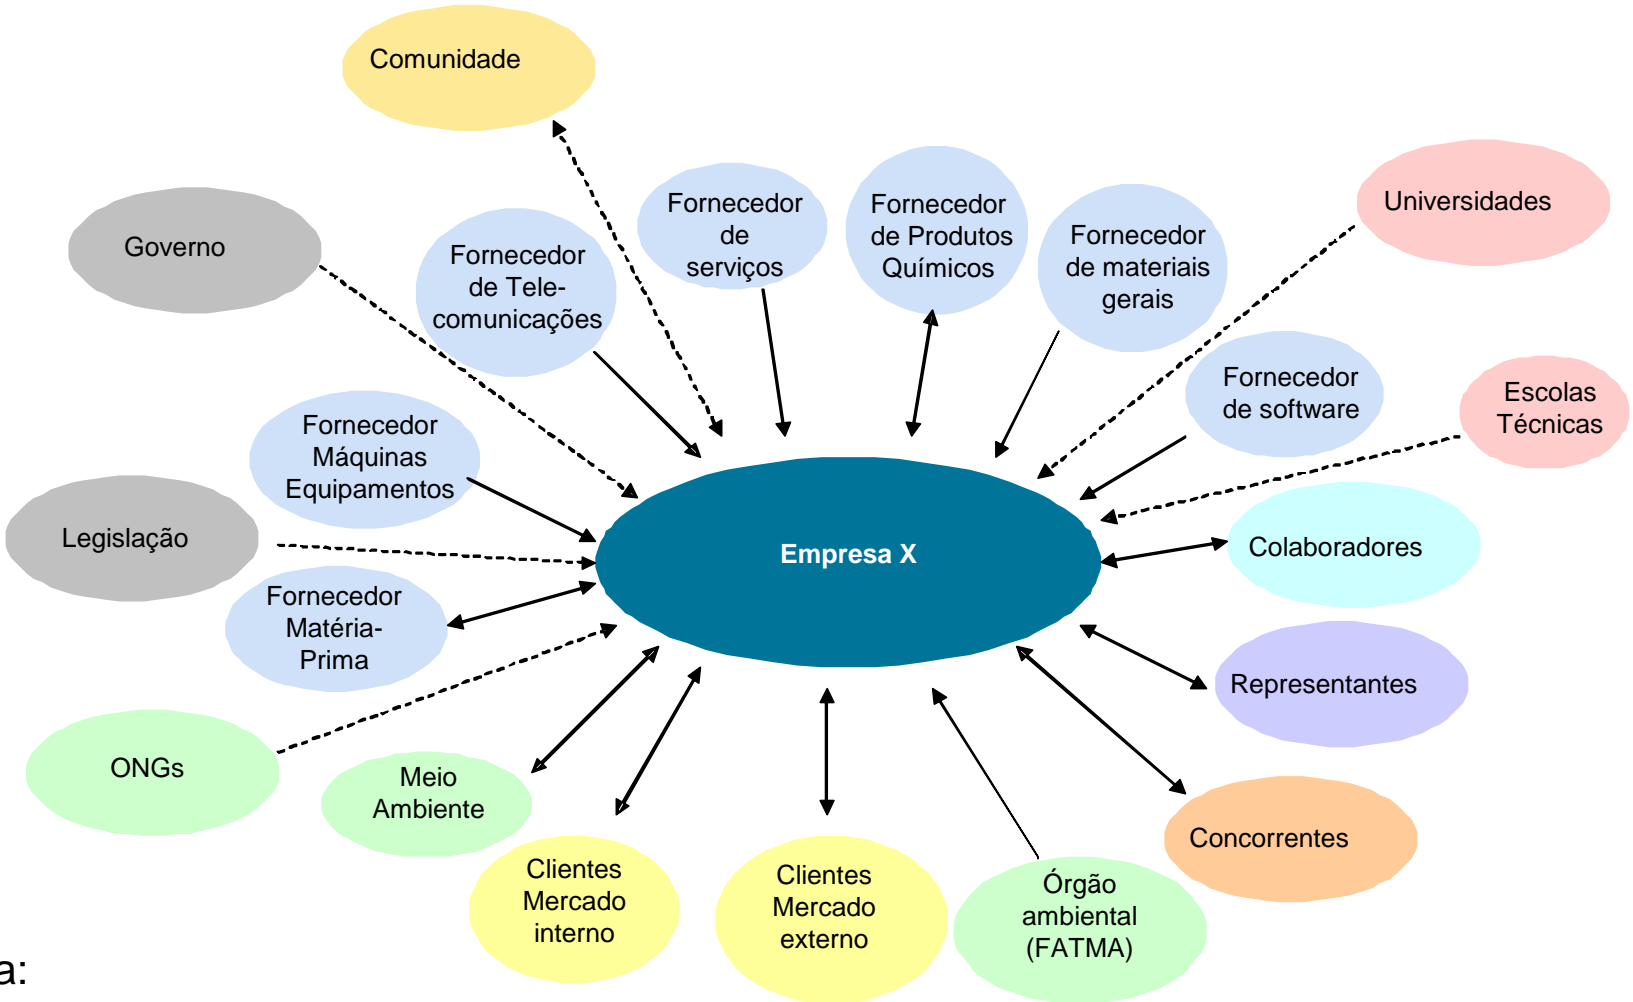 Comunidade
Governo
Fornecedor
de Tele-
comunicações
Fornecedor
de
serviços
Fornecedor
de Produtos
Químicos
Fornecedor
de materiais
gerais
Universidades
Fornecedor
de software
Escolas
Técnicas
Fornecedor
Máquinas
Equipamentos
Legislação
Empresa X
Colaboradores
Fornecedor
Matéria-
Prima
Representantes
ONGs
Meio
Ambiente
Clientes
Mercado
interno
Clientes
Mercado
externo
Órgão
ambiental
(FATMA)
Concorrentes
a: